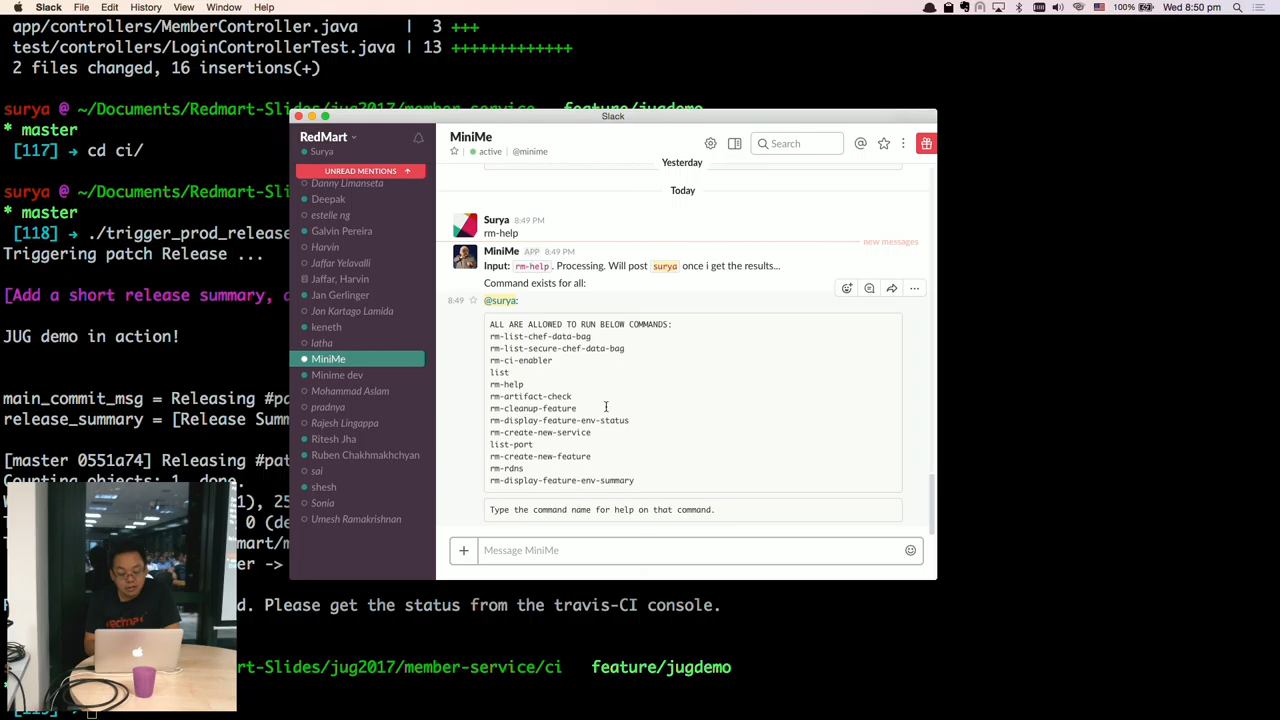 Slack File Edit History View Window Help
100% Wed 8:50 pm
app/controllers/MemberController.java | 3 +++
test/controllers/LoginControllerTest.java | 13 +++++++++++++
2 files changed, 16 insertions(+)
surya @ ~/Documents/Redmart-Slides/jug2017/member-service feature/jugdemo
* master
[117] → cd ci/
surya @ ~/Documents/Redmart-Sl
* master
[118] → ./trigger_prod_release
Triggering patch Release ...
[Add a short release summary,
JUG demo in action!
main_commit_msg = Releasing #pa
release_summary = [Release Summ
[master 0551a74] Releasing #pat
Counting objects: 1, done.
1), 25
0 (de
mart/m
er ->
d. Please get the status from the travis-CI console.
rt-Slides/jug2017/member-service/ci feature/jugdemo
Slack
RedMart
Surya
UNREAD MENTIONS ↑
Danny Limanseta
Deepak
estelle ng
Galvin Pereira
Harvin
Jaffar Yelavalli
Jaffar, Harvin
Jan Gerlinger
Jon Kartago Lamida
keneth
latha
MiniMe
Minime dev
Mohammad Aslam
pradnya
Rajesh Lingappa
Ritesh Jha
Ruben Chakhmakhchyan
sai
shesh
Sonia
Umesh Ramakrishnan
MiniMe
active | @minime
Search
Yesterday
Today
Surya 8:49 PM
rm-help
new messages
MiniMe APP 8:49 PM
Input: rm-help. Processing. Will post surya once i get the results...
Command exists for all:
8:49 @surya:
ALL ARE ALLOWED TO RUN BELOW COMMANDS:
rm-list-chef-data-bag
rm-list-secure-chef-data-bag
rm-ci-enabler
list
rm-help
rm-artifact-check
rm-cleanup-feature
rm-display-feature-env-status
rm-create-new-service
list-port
rm-create-new-feature
rm-rdns
rm-display-feature-env-summary
Type the command name for help on that command.
Message MiniMe